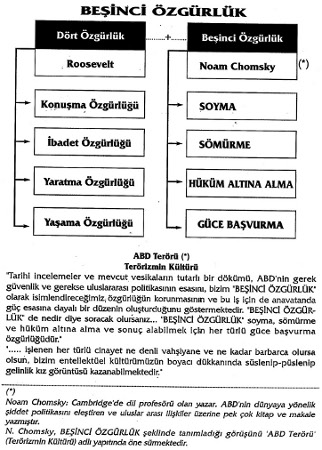 BEŞİNCİ ÖZGÜRLÜK
Dört Özgürlük + Beşinci Özgürlük
Roosevelt Noam Chomsky (*)
Konuşma Özgürlüğü SOYMA
İbadet Özgürlüğü SÖMÜRME
Yaratma Özgürlüğü HÜKÜM ALTINA ALMA
Yaşama Özgürlüğü GÜCE BAŞVURMA
ABD Terörü (*)
Terörizmin Kültürü
"Tarihi incelemeler ve mevcut vesikaların tutarlı bir dökümü, ABD'nin gerek
güvenlik ve gerekse uluslararası politikasının esasını, bizim "BEŞİNCİ ÖZGÜRLÜK"
olarak isimlendireceğimiz, özgürlüğün korunmasının ve bu iş için de anavatanda
güç esasına dayalı bir düzenin oluşturduğunu göstermektedir. "BEŞİNCİ ÖZGÜR-
LÜK" de nedir diye soracak olursanız... "BEŞİNCİ ÖZGÜRLÜK" soyma, sömürme
ve hüküm altına alma ve sonuç alabilmek için her türlü güce başvurma
özgürlüğüdür."
"..... işlenen her türlü cinayet ne denli vahşiyane ve ne kadar barbarca olursa
olsun, bizim entellektüel kültürümüzün boyacı dükkanında süslenip-püslenip
gelinlik kız görüntüsü kazanabilmektedir."
(*)
Noam Chomsky: Cambridge'de dil profesörü olan yazar. ABD'nin dünyaya yönelik
şiddet politikasını eleştiren ve uluslar arası ilişkiler üzerine pek çok kitap ve makale
yazmıştır.
N. Chomsky, BEŞİNCİ ÖZGÜRLÜK şeklinde tanımladığı görüşünü 'ABD Terörü'
(Terörizmin Kültürü) adlı yapıtında öne sürmektedir.